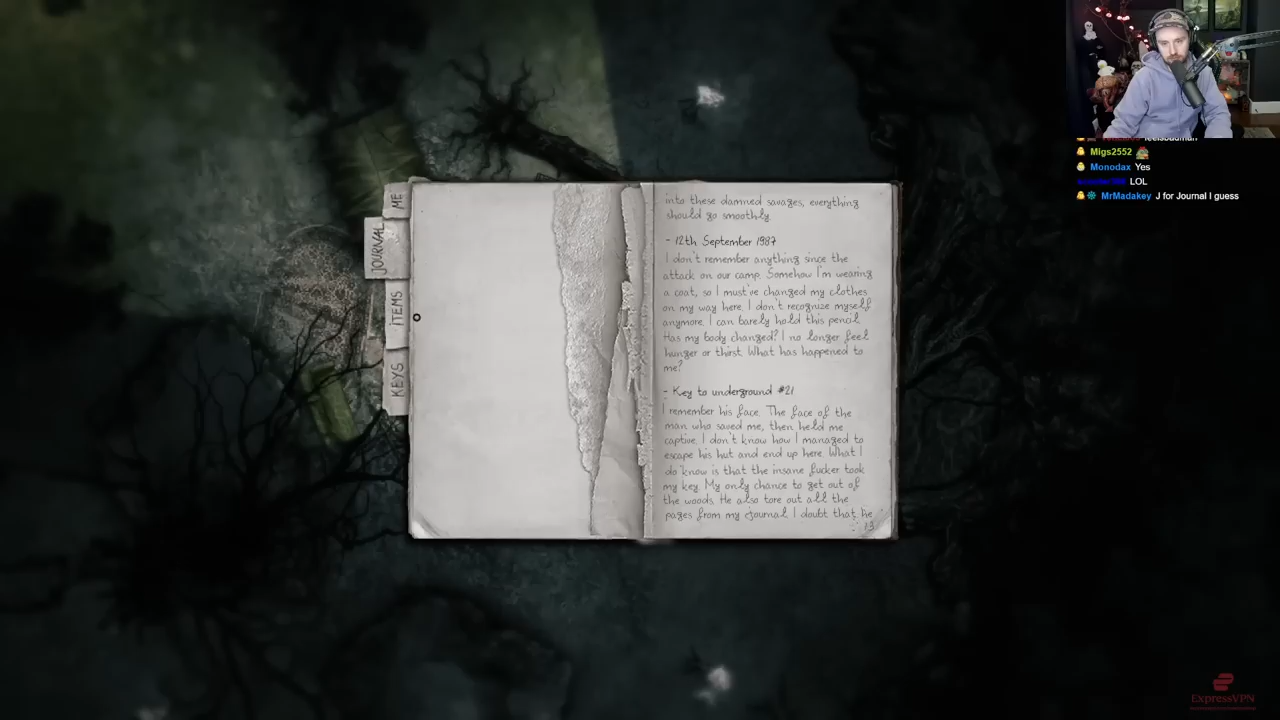 Migs2552
Monodax Yes
LOL
MrMadakey J for Journal I guess
ME
JOURNAL
ITEMS
KEYS
into these damned savages, everything
should go smoothly.
- 12th September 1987
I don't remember anything since the
attack on our camp. Somehow I'm wearing
a coat, so I must've changed my clothes
on my way here. I don't recognize myself
anymore. I can barely hold this pencil.
Has my body changed? I no longer feel
hunger or thirst. What has happened to
me?
- Key to underground #21
I remember his face. The face of the
man who saved me, then held me
captive. I don't know how I managed to
escape his hut and end up here. What I
do know is that the insane fucker took
my key. My only chance to get out of
the woods. He also tore out all the
pages from my journal. I doubt that he
13
ExpressVPN